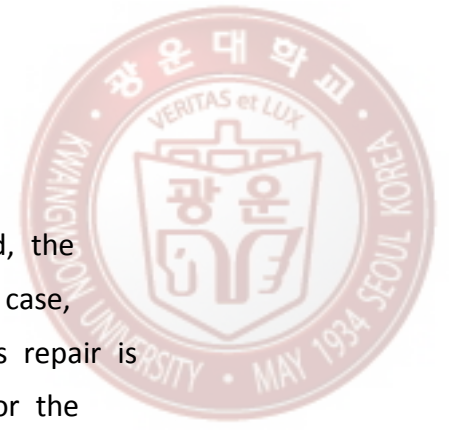 광운대학교
VERITAS et LUX
광운
KWANGWOON UNIVERSITY • MAY 1934 SEOUL KOREA
d, the
case,
s repair is
or the